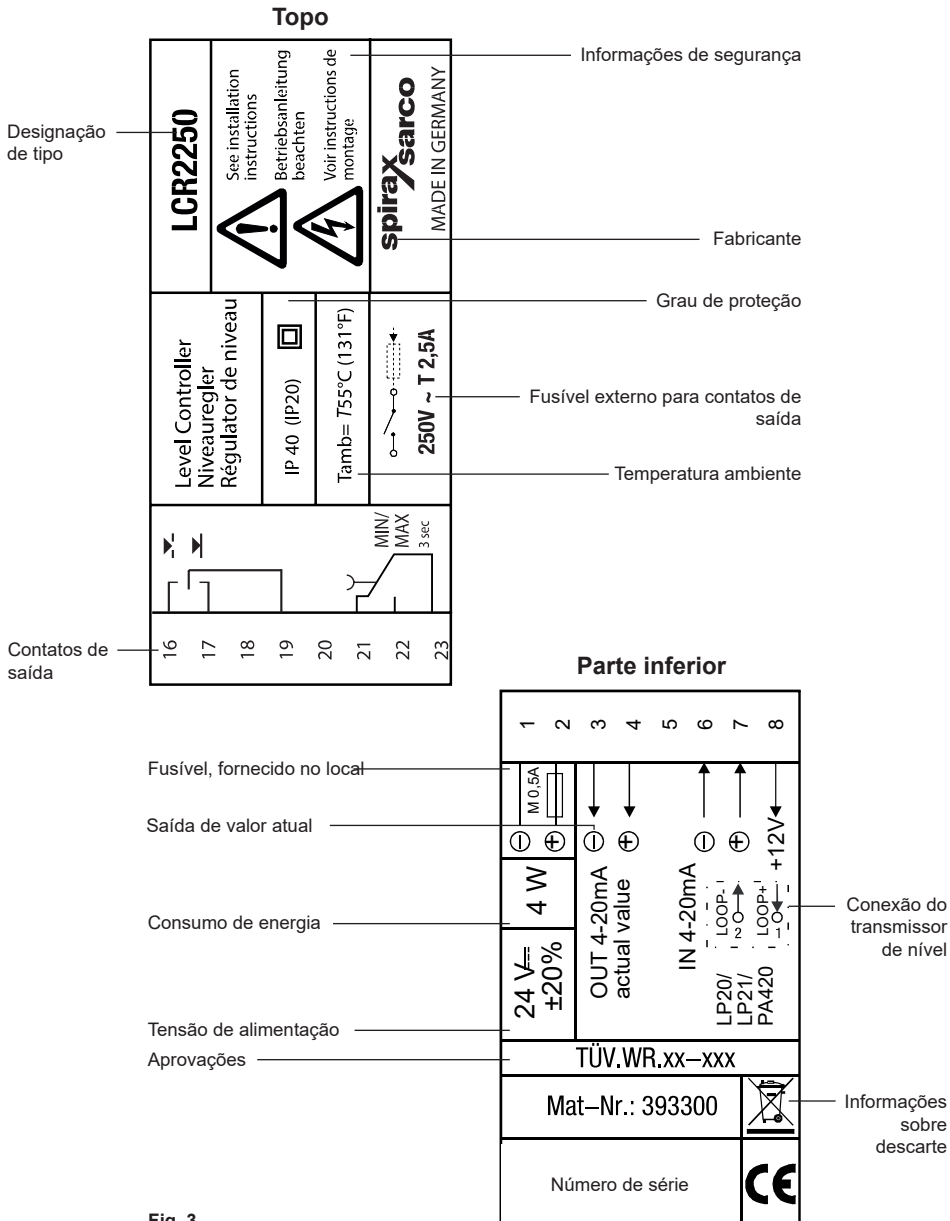 Topo
Informações de segurança
Designação
de tipo
LCR2250
See installation
instructions
Betriebsanleitung
beachten
Voir instructions de
montage
spirax
sarco
MADE IN GERMANY
Fabricante
Grau de proteção
Level Controller
Niveauregler
Régulator de niveau
IP 40 (IP20)
Tamb= T55°C (131°F)
250V ~ T 2,5A
Fusível externo para contatos de
saída
Temperatura ambiente
MIN/
MAX
3 sec
Contatos de
saída
16
17
18
19
20
21
22
23
Parte inferior
1
2
3
4
5
6
7
8
Fusível, fornecido no local
M 0,5A
Saída de valor atual
+12V
Consumo de energia
4 W
OUT 4-20mA
actual value
IN 4-20mA
LOOP-
2
LOOP+
1
Conexão do
transmissor
de nível
24 V
±20%
LP20/
LP21/
PA420
Tensão de alimentação
Aprovações
TÜV.WR.xx–xxx
Mat–Nr.: 393300
Informações
sobre
descarte
Número de série
CE
Fig. 3